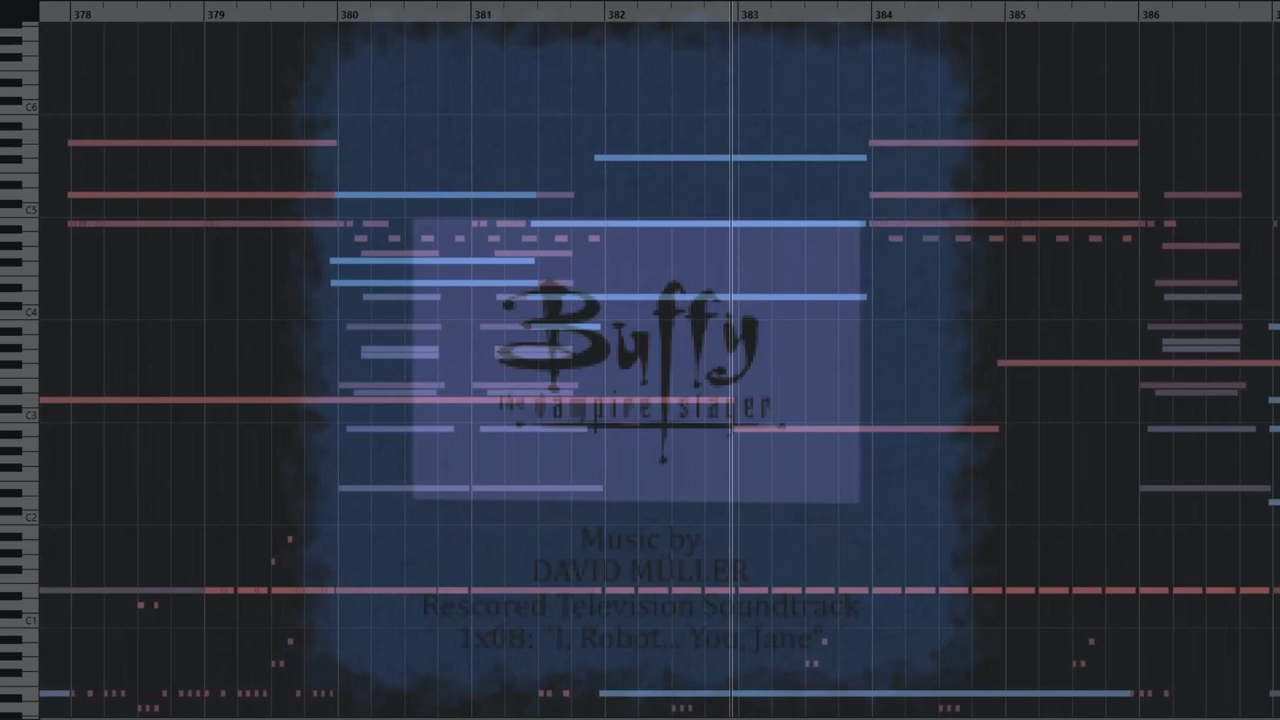 378 379 380 381 382 383 384 385 386
C6
C5
C4
C3
C2
C1
Buffy
the vampire slayer
Music by
DAVID MÜLLER
Rescored Television Soundtrack
1x08: "I, Robot... You, Jane"